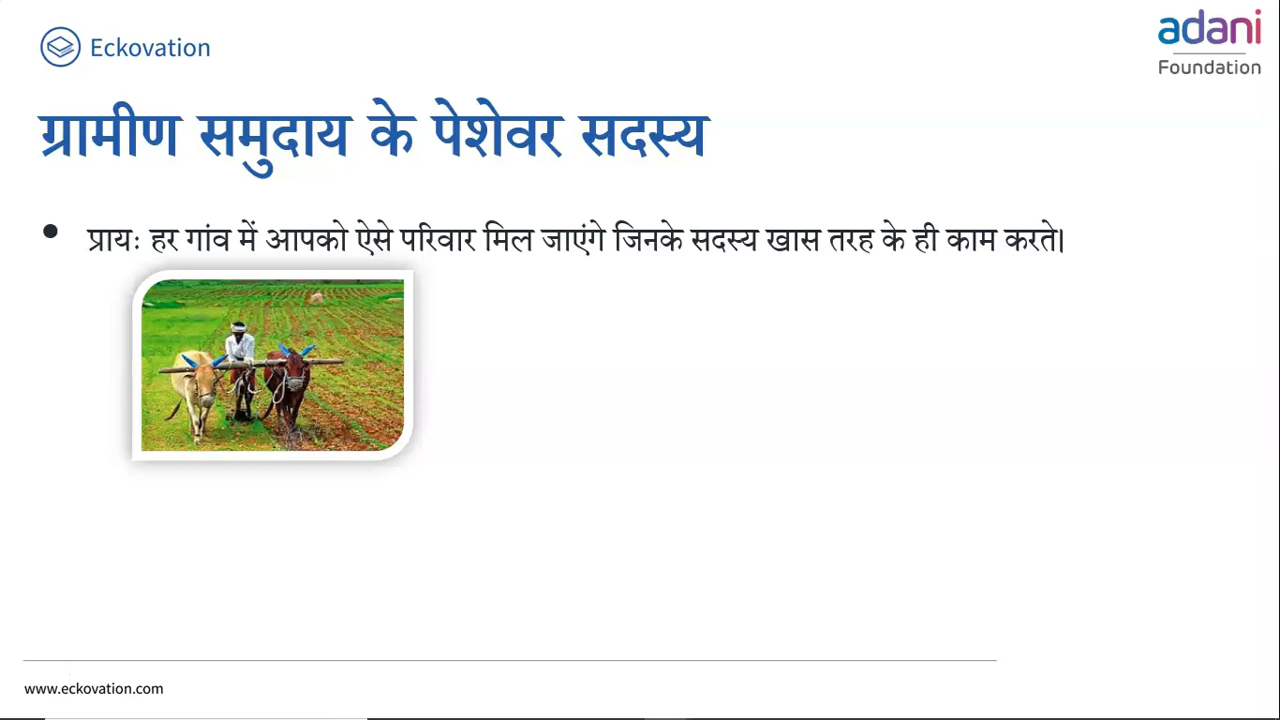 Eckovation
adani
Foundation
ग्रामीण समुदाय के पेशेवर सदस्य
• प्रायः हर गांव में आपको ऐसे परिवार मिल जाएंगे जिनके सदस्य खास तरह के ही काम करते।
www.eckovation.com